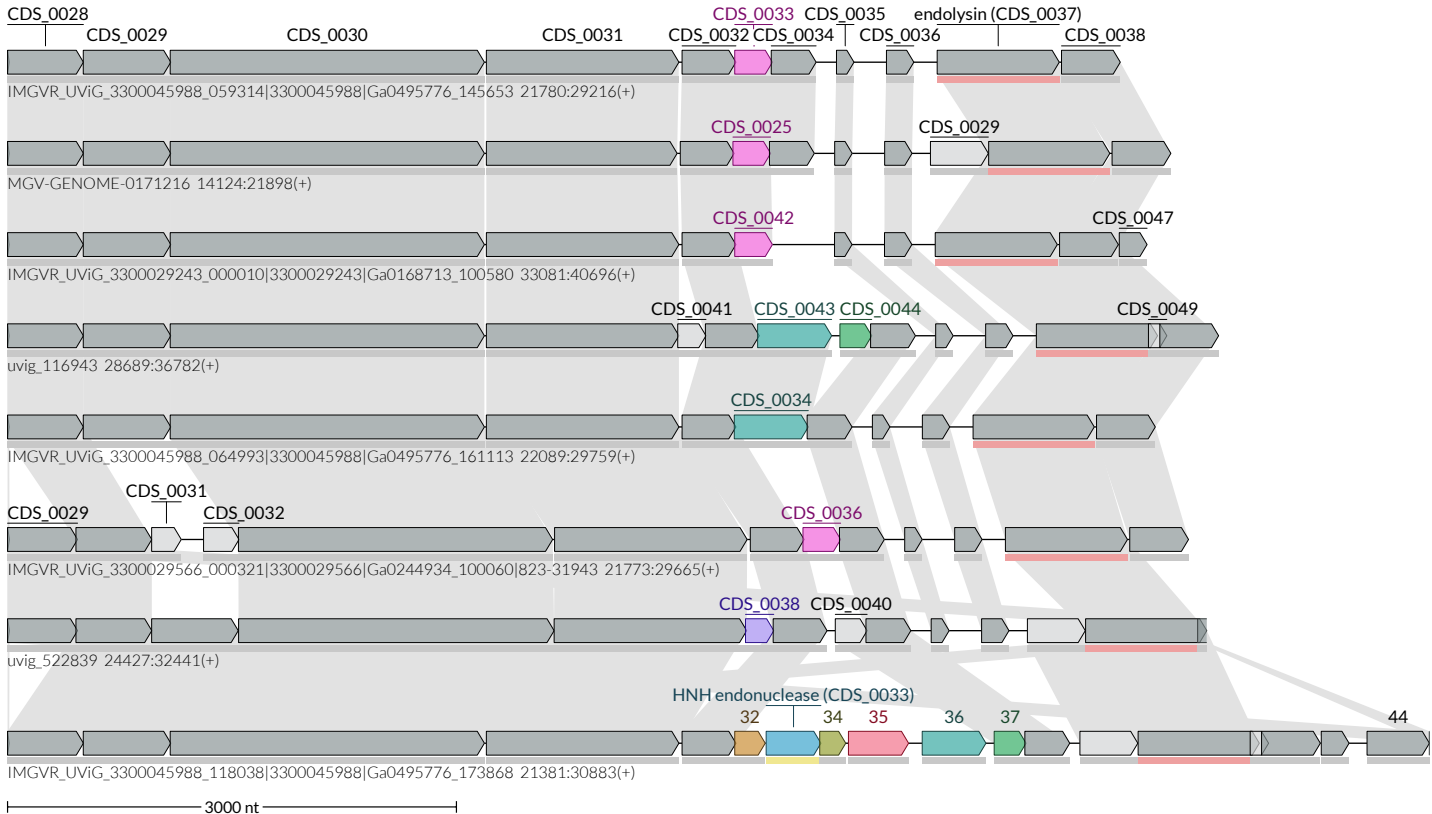 CDS_0028 CDS_0033 CDS_0035 endolysin (CDS_0037)
CDS_0029 CDS_0030 CDS_0031 CDS_0032 CDS_0034 CDS_0036 CDS_0038
IMGVR_UViG_3300045988_059314|3300045988|Ga0495776_145653 21780:29216(+)
CDS_0025 CDS_0029
MGV-GENOME-0171216 14124:21898(+)
CDS_0042 CDS_0047
IMGVR_UViG_3300029243_000010|3300029243|Ga0168713_100580 33081:40696(+)
CDS_0041 CDS_0043 CDS_0044 CDS_0049
uvig_116943 28689:36782(+)
CDS_0034
IMGVR_UViG_3300045988_064993|3300045988|Ga0495776_161113 22089:29759(+)
CDS_0031
CDS_0029 CDS_0032 CDS_0036
IMGVR_UViG_3300029566_000321|3300029566|Ga0244934_100060|823-31943 21773:29665(+)
CDS_0038 CDS_0040
uvig_522839 24427:32441(+)
HNH endonuclease (CDS_0033)
32 34 35 36 37 44
IMGVR_UViG_3300045988_118038|3300045988|Ga0495776_173868 21381:30883(+)
3000 nt